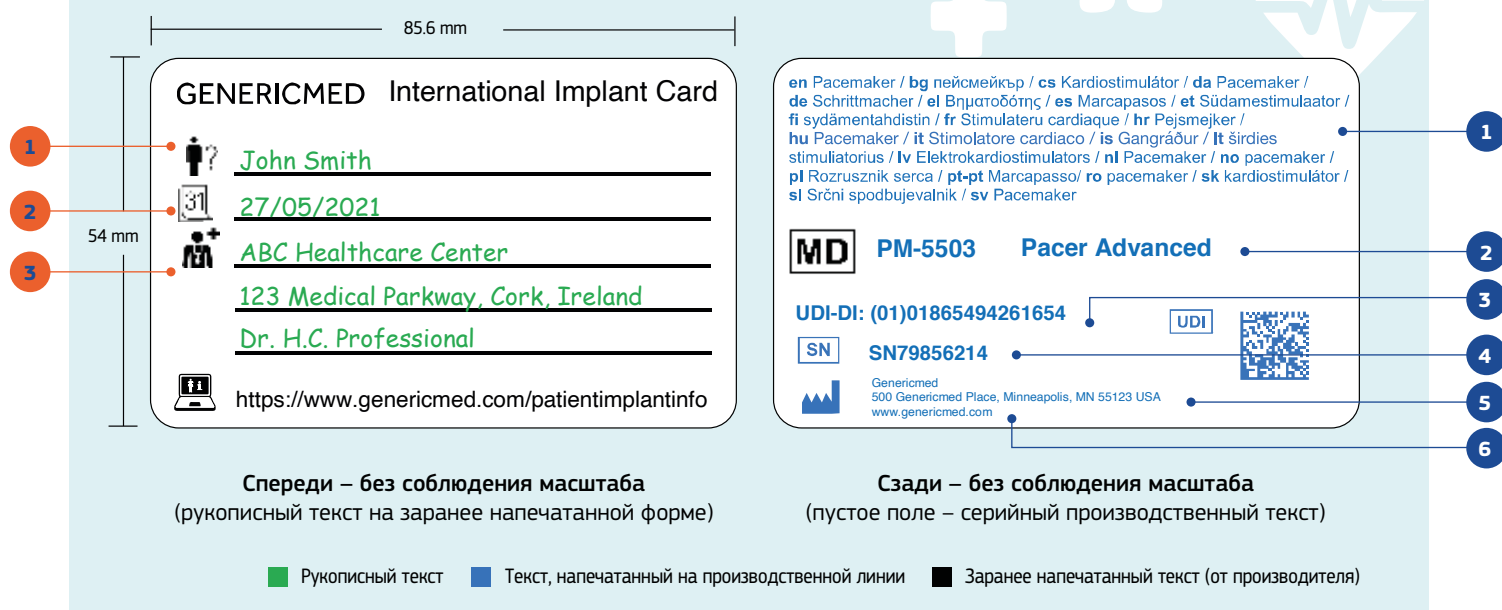 85.6 mm
54 mm
GENERICMED International Implant Card
1
John Smith
31
2
27/05/2021
3
ABC Healthcare Center
123 Medical Parkway, Cork, Ireland
Dr. H.C. Professional
https://www.genericmed.com/patientimplantinfo
Спереди – без соблюдения масштаба
(рукописный текст на заранее напечатанной форме)
en Pacemaker / bg пейсмейкър / cs Kardiostimulátor / da Pacemaker /
de Schrittmacher / el Βηματοδότης / es Marcapasos / et Südamestimulaator /
fi sydämentahdistin / fr Stimulateru cardiaque / hr Pejsmejker /
hu Pacemaker / it Stimolatore cardiaco / is Gangráður / lt širdies
stimuliatorius / lv Elektrokardiostimulators / nl Pacemaker / no pacemaker /
pl Rozrusznik serca / pt-pt Marcapasso/ ro pacemaker / sk kardiostimulátor /
sl Srčni spodbujevalnik / sv Pacemaker
1
MD PM-5503 Pacer Advanced
2
UDI-DI: (01)01865494261654
3
UDI
SN SN79856214
4
Genericmed
500 Genericmed Place, Minneapolis, MN 55123 USA
www.genericmed.com
5
6
Сзади – без соблюдения масштаба
(пустое поле – серийный производственный текст)
Рукописный текст
Текст, напечатанный на производственной линии
Заранее напечатанный текст (от производителя)